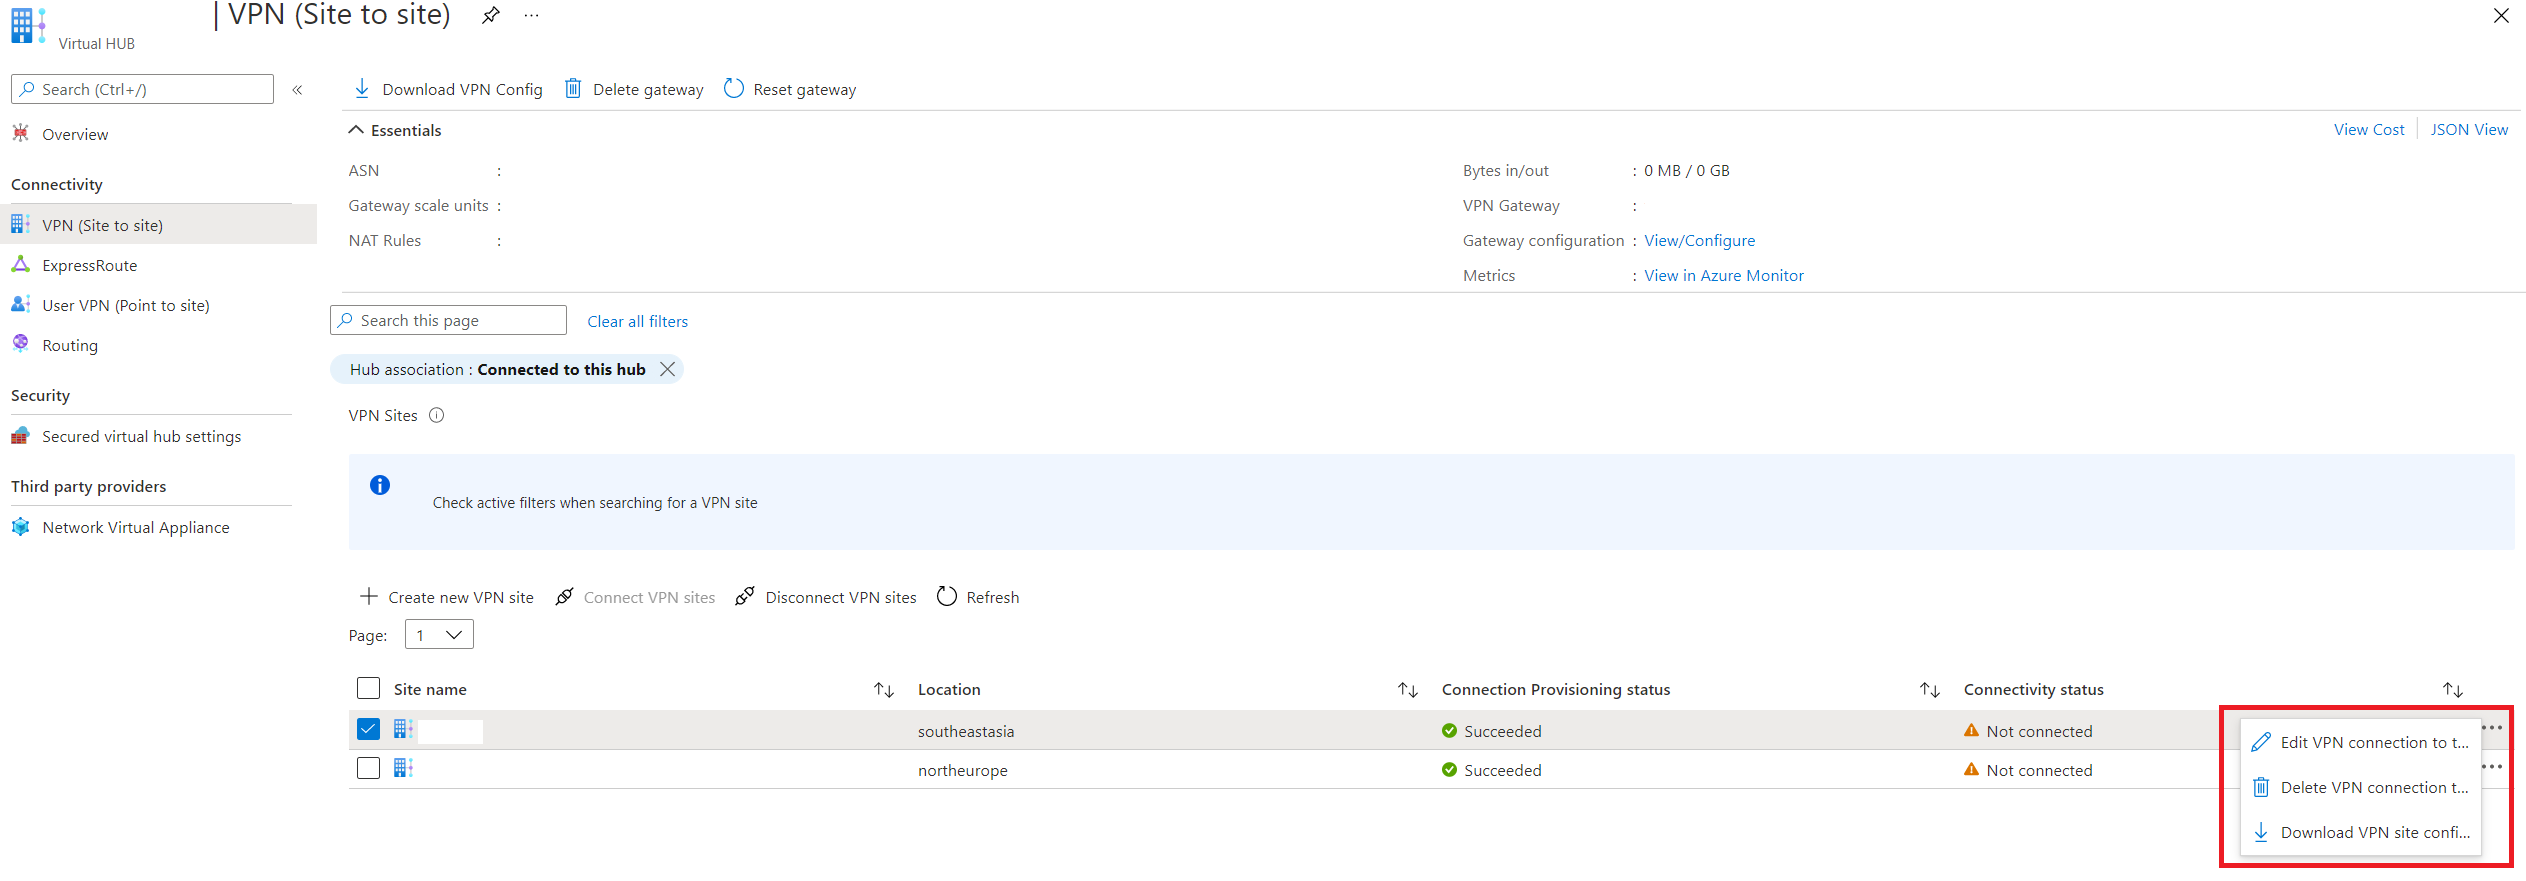 | VPN (Site to site)
Virtual HUB
Search (Ctrl+/)
«
Overview
Connectivity
VPN (Site to site)
ExpressRoute
User VPN (Point to site)
Routing
Security
Secured virtual hub settings
Third party providers
Network Virtual Appliance
Download VPN Config Delete gateway Reset gateway
Essentials
View Cost JSON View
ASN :
Gateway scale units :
NAT Rules :
Bytes in/out : 0 MB / 0 GB
VPN Gateway :
Gateway configuration : View/Configure
Metrics : View in Azure Monitor
Search this page Clear all filters
Hub association : Connected to this hub
VPN Sites
Check active filters when searching for a VPN site
Create new VPN site Connect VPN sites Disconnect VPN sites Refresh
Page: 1
Site name Location Connection Provisioning status Connectivity status
southeastasia Succeeded Not connected
northeurope Succeeded Not connected
Edit VPN connection to t...
Delete VPN connection t...
Download VPN site confi...